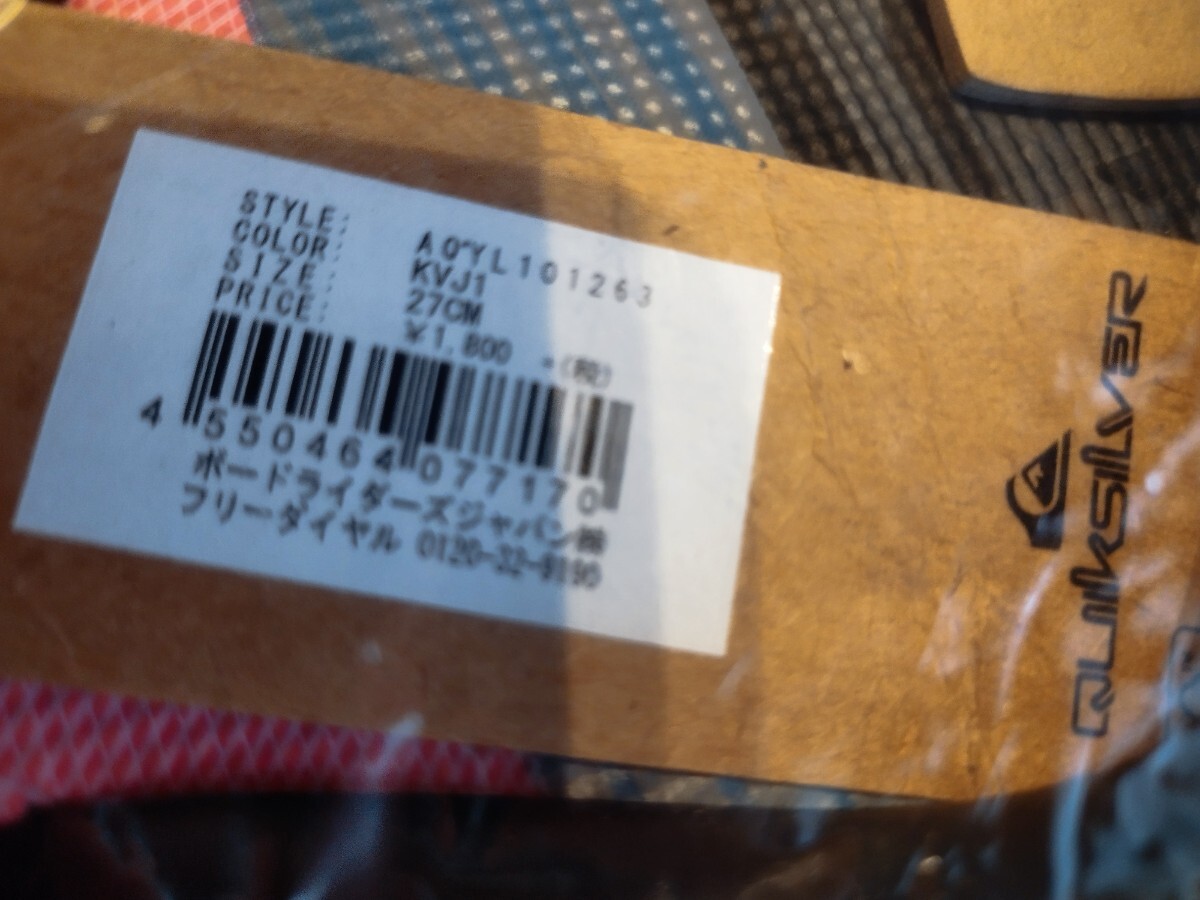 STYLE: AQYL101263
COLOR: KVJ1
SIZE: 27CM
PRICE: ¥1,800 +(税)
4 550464 077170
ボードライダーズジャパン㈱
フリーダイヤル 0120-32-
QUIKSILVER